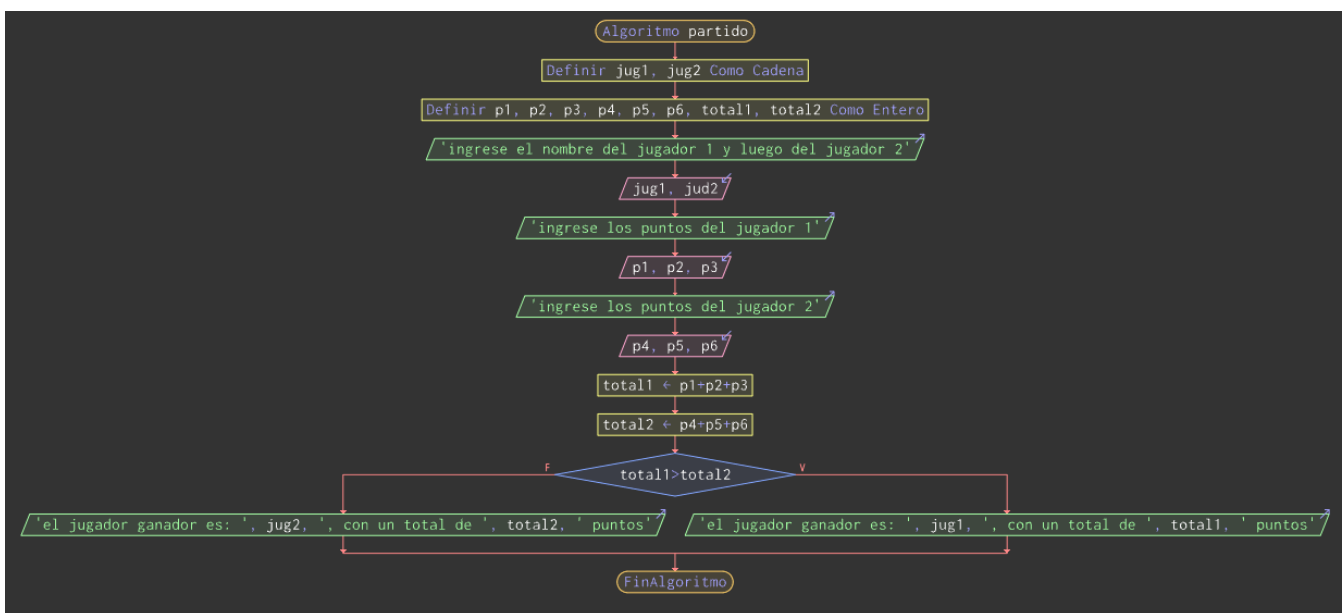 Algoritmo partido
Definir jug1, jug2 Como Cadena
Definir p1, p2, p3, p4, p5, p6, total1, total2 Como Entero
'ingrese el nombre del jugador 1 y luego del jugador 2'
jug1, jud2
'ingrese los puntos del jugador 1'
p1, p2, p3
'ingrese los puntos del jugador 2'
p4, p5, p6
total1 ← p1+p2+p3
total2 ← p4+p5+p6
F
total1>total2
V
'el jugador ganador es: ', jug2, ', con un total de ', total2, ' puntos'
'el jugador ganador es: ', jug1, ', con un total de ', total1, ' puntos'
FinAlgoritmo